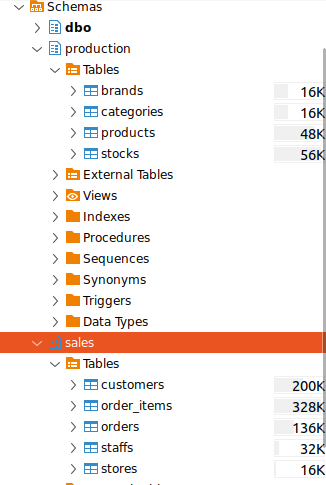 Schemas
dbo
production
Tables
brands 16K
categories 16K
products 48K
stocks 56K
External Tables
Views
Indexes
Procedures
Sequences
Synonyms
Triggers
Data Types
sales
Tables
customers 200K
order_items 328K
orders 136K
staffs 32K
stores 16K